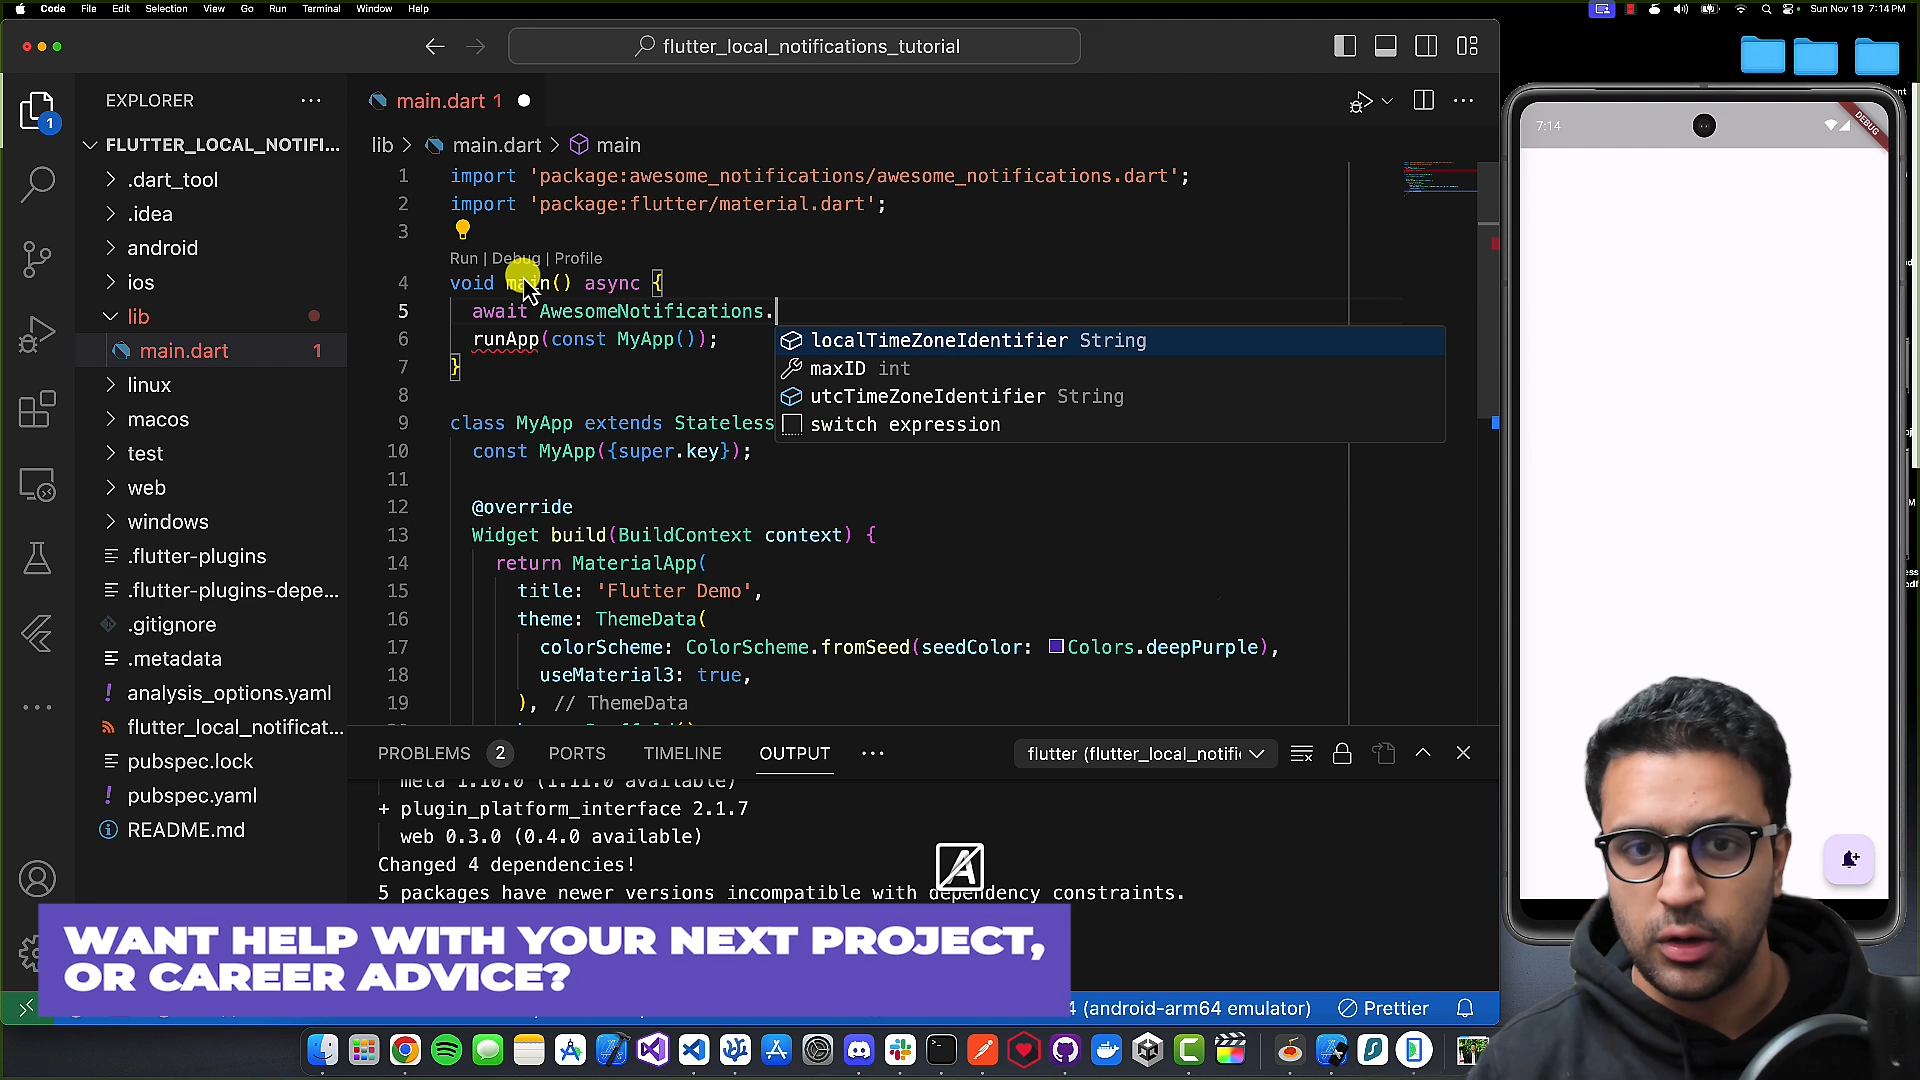 Code File Edit Selection View Go Run Terminal Window Help
Sun Nov 19 7:14 PM
flutter_local_notifications_tutorial
EXPLORER
FLUTTER_LOCAL_NOTIFI...
.dart_tool
.idea
android
ios
lib
main.dart 1
linux
macos
test
web
windows
.flutter-plugins
.flutter-plugins-depe...
.gitignore
.metadata
analysis_options.yaml
flutter_local_notificat...
pubspec.lock
pubspec.yaml
README.md
1
main.dart 1
lib > main.dart > main
1 import 'package:awesome_notifications/awesome_notifications.dart';
2 import 'package:flutter/material.dart';
3
Run | Debug | Profile
4 void main() async {
5 await AwesomeNotifications.
6 runApp(const MyApp());
7 }
8
9 class MyApp extends Stateless
10 const MyApp({super.key});
11
12 @override
13 Widget build(BuildContext context) {
14 return MaterialApp(
15 title: 'Flutter Demo',
16 theme: ThemeData(
17 colorScheme: ColorScheme.fromSeed(seedColor: Colors.deepPurple),
18 useMaterial3: true,
19 ), // ThemeData
localTimeZoneIdentifier String
maxID int
utcTimeZoneIdentifier String
switch expression
PROBLEMS 2 PORTS TIMELINE OUTPUT ... flutter (flutter_local_notifi
meta 1.10.0 (1.11.0 available)
+ plugin_platform_interface 2.1.7
web 0.3.0 (0.4.0 available)
Changed 4 dependencies!
5 packages have newer versions incompatible with dependency constraints.
WANT HELP WITH YOUR NEXT PROJECT,
OR CAREER ADVICE?
(android-arm64 emulator) Prettier
7:14
DEBUG